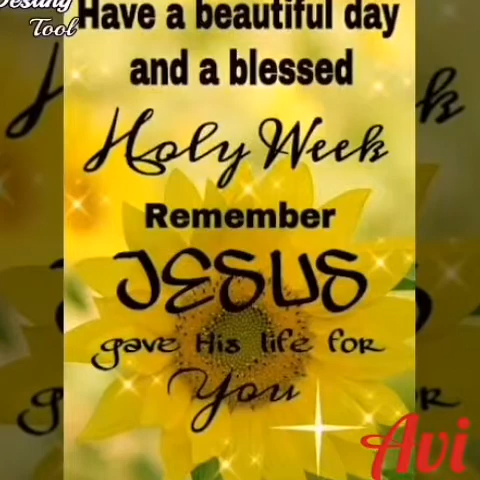 Tool
Have a beautiful day
and a blessed
Holy Week
Remember
JESUS
gave His life for
You
Avi